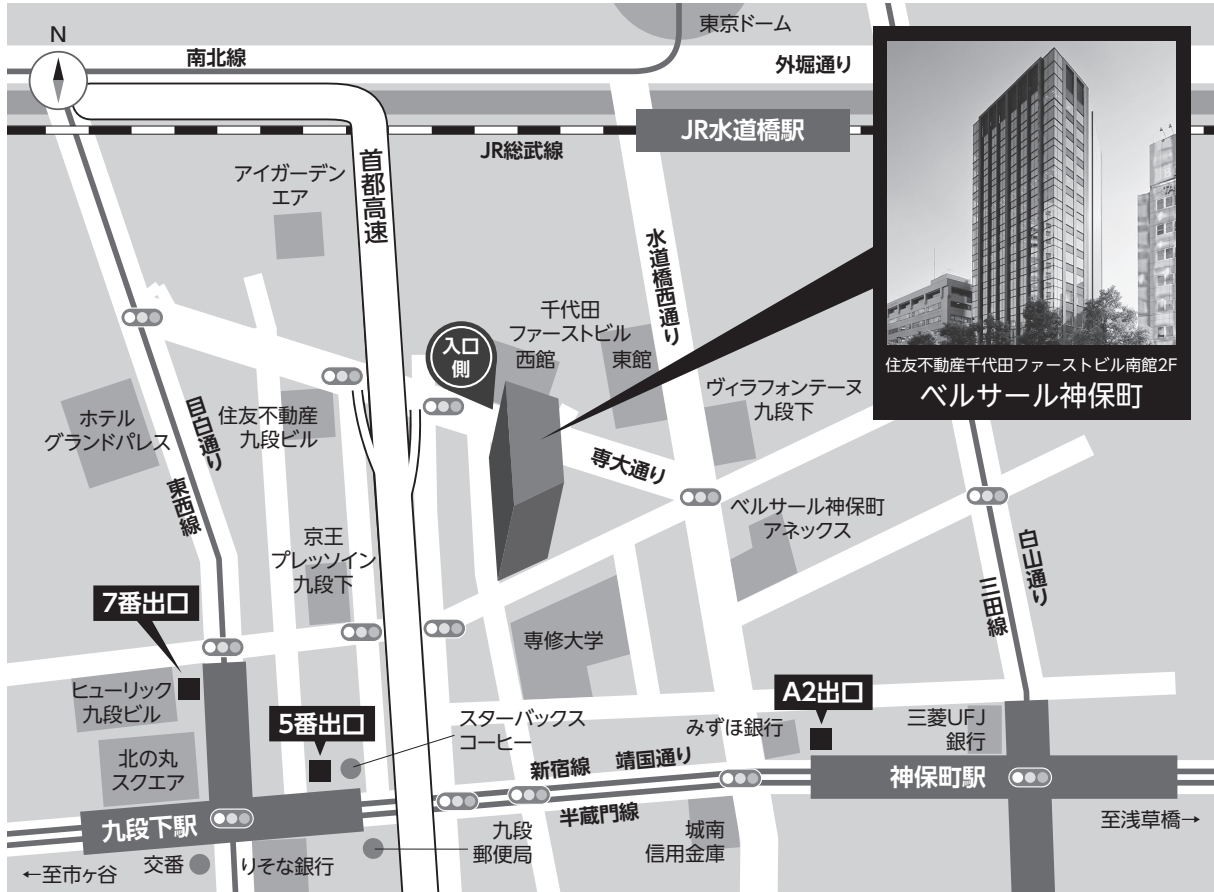 N
南北線
東京ドーム
外堀通り
JR水道橋駅
JR総武線
アイガーデン
エア
首都高速
水道橋西通り
千代田
ファーストビル
西館
東館
入口
側
住友不動産千代田ファーストビル南館2F
ベルサール神保町
ヴィラフォンテーヌ
九段下
ホテル
グランドパレス
目白通り
東西線
住友不動産
九段ビル
専大通り
ベルサール神保町
アネックス
京王
プレッソイン
九段下
白山通り
三田線
7番出口
専修大学
ヒューリック
九段ビル
5番出口
スターバックス
コーヒー
みずほ銀行
A2出口
三菱UFJ
銀行
北の丸
スクエア
新宿線
靖国通り
半蔵門線
神保町駅
九段下駅
九段
郵便局
城南
信用金庫
至浅草橋→
←至市ヶ谷
交番
りそな銀行